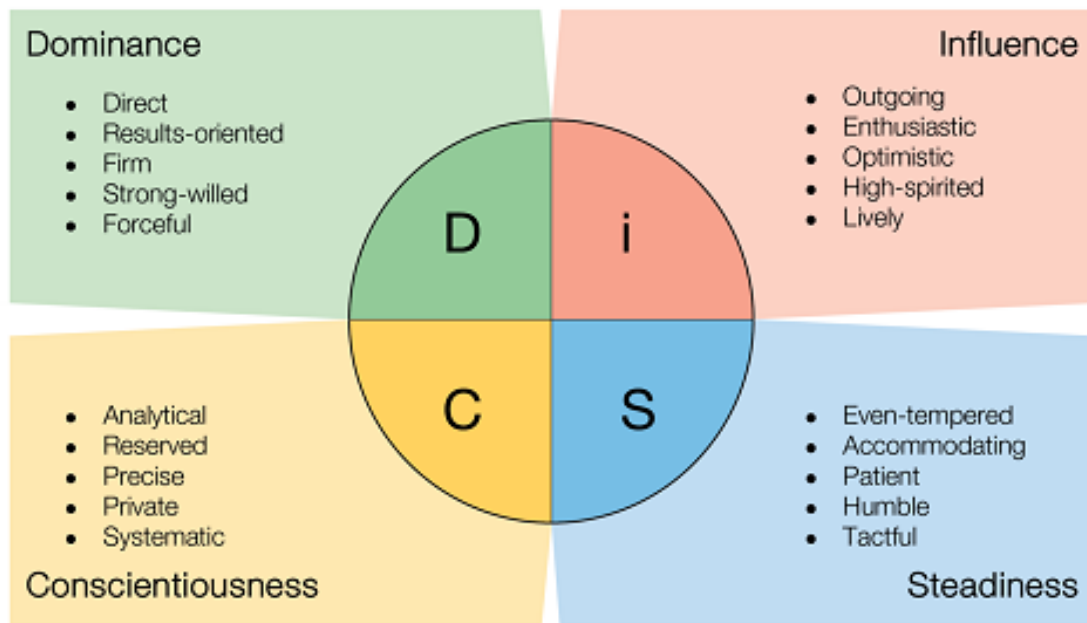 Dominance
• Direct
• Results-oriented
• Firm
• Strong-willed
• Forceful
Influence
• Outgoing
• Enthusiastic
• Optimistic
• High-spirited
• Lively
D
i
C
S
• Analytical
• Reserved
• Precise
• Private
• Systematic
Conscientiousness
• Even-tempered
• Accommodating
• Patient
• Humble
• Tactful
Steadiness